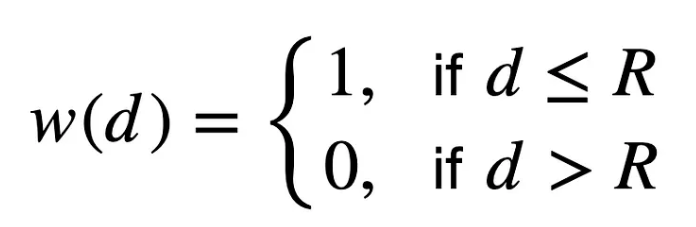 w(d) = { 1, if d ≤ R
0, if d > R